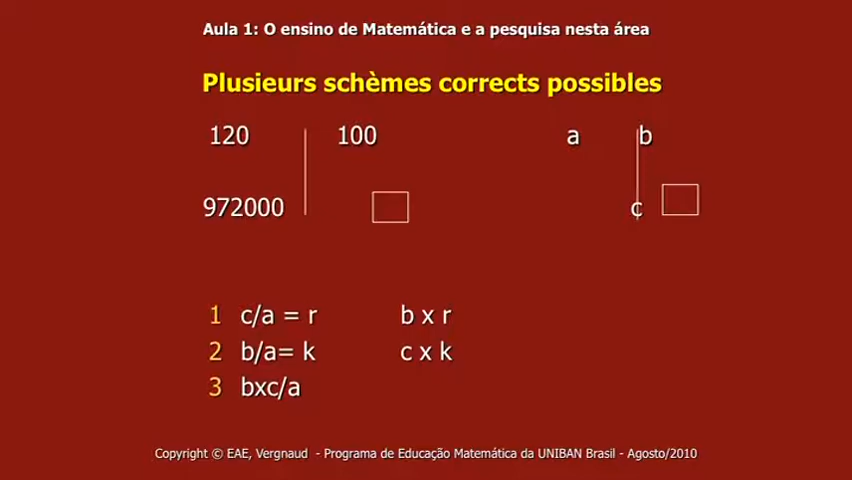 Aula 1: O ensino de Matemática e a pesquisa nesta área
Plusieurs schèmes corrects possibles
120 100 a b
972000 c
1 c/a = r b x r
2 b/a= k c x k
3 bxc/a
Copyright © EAE, Vergnaud - Programa de Educação Matemática da UNIBAN Brasil - Agosto/2010